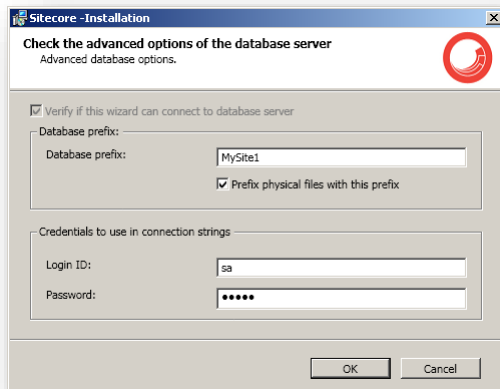 Sitecore -Installation
Check the advanced options of the database server
Advanced database options.
Verify if this wizard can connect to database server
Database prefix:
Database prefix:
MySite1
Prefix physical files with this prefix
Credentials to use in connection strings
Login ID:
sa
Password:
•••••
OK
Cancel